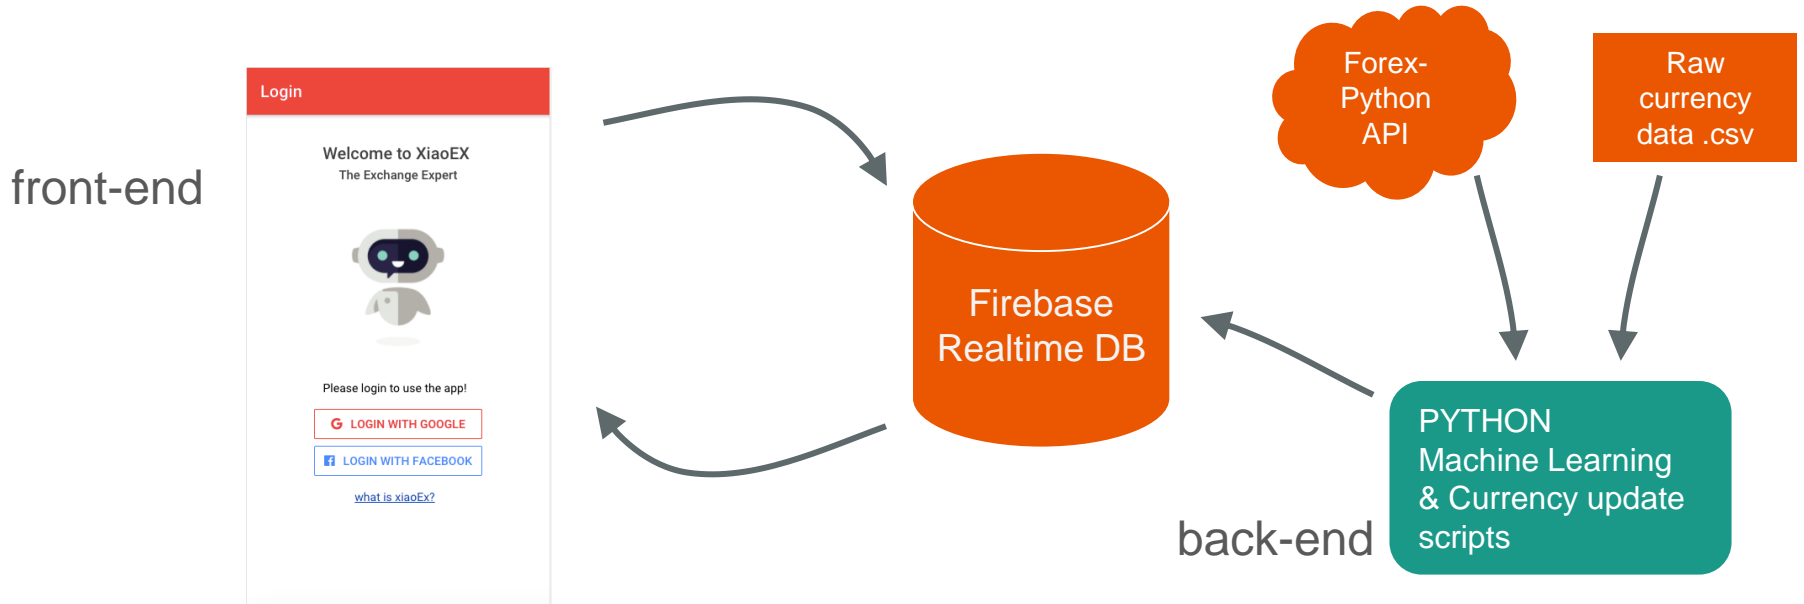 front-end
Login
Welcome to XiaoEX
The Exchange Expert
Please login to use the app!
G LOGIN WITH GOOGLE
f LOGIN WITH FACEBOOK
what is xiaoEx?
Firebase
Realtime DB
Forex-
Python
API
Raw
currency
data .csv
back-end
PYTHON
Machine Learning
& Currency update
scripts